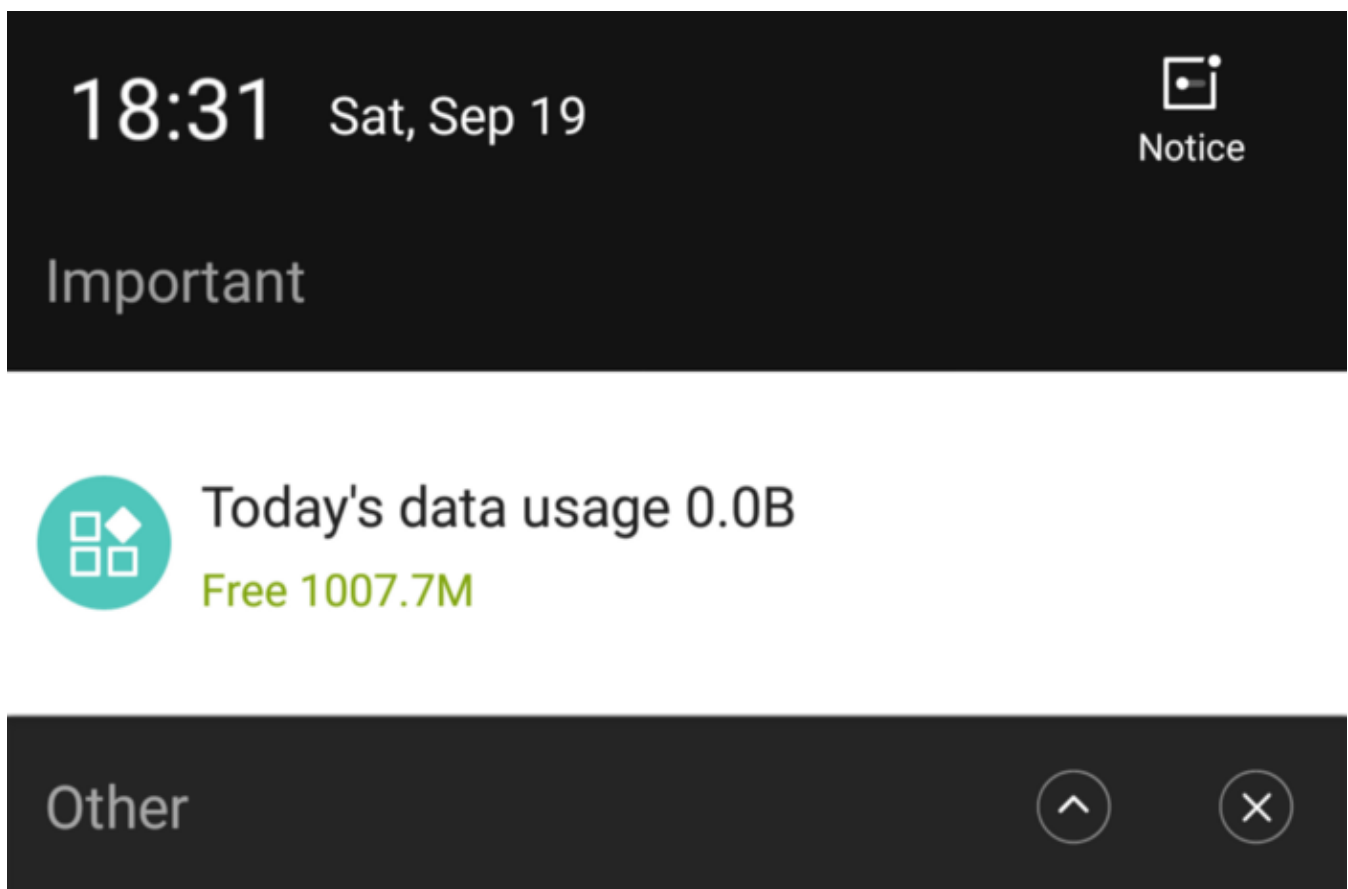 18:31 Sat, Sep 19
Notice
Important
Today's data usage 0.0B
Free 1007.7M
Other